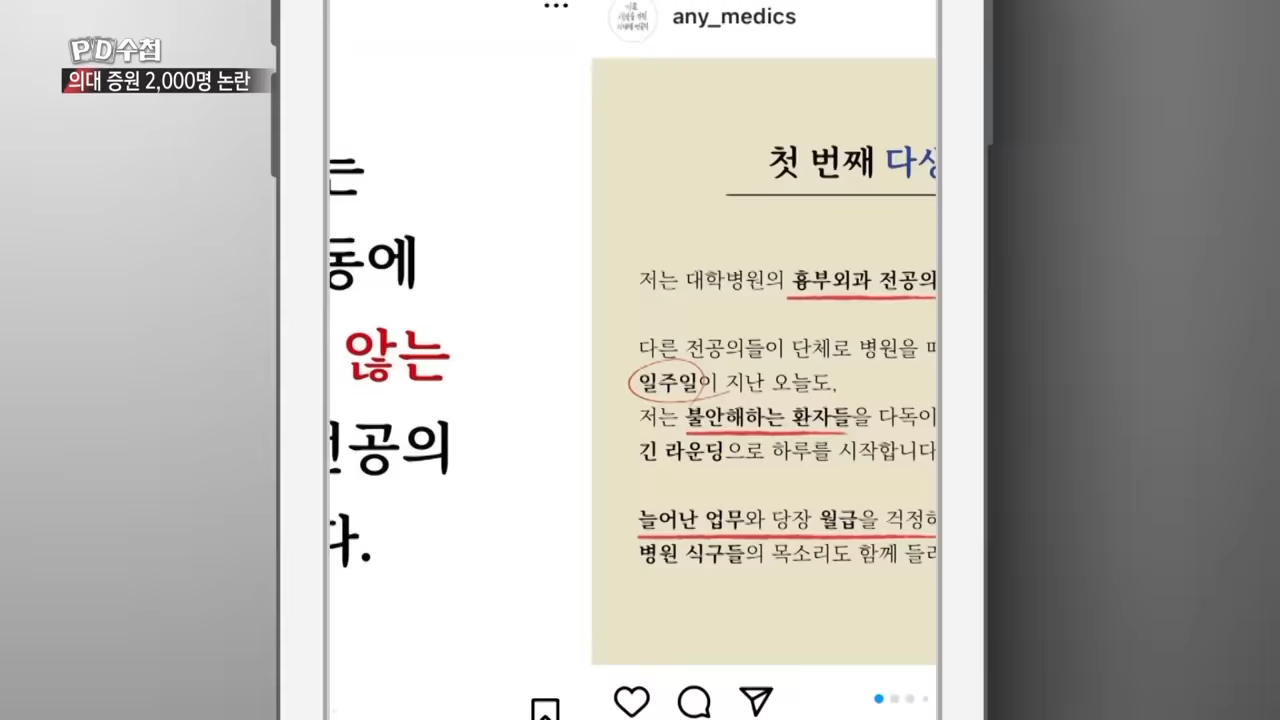 PD수첩
의대 증원 2,000명 논란
는
동에
않는
전공의
다.
any_medics
첫 번째 다상
저는 대학병원의 흉부외과 전공의
다른 전공의들이 단체로 병원을
일주일이 지난 오늘도,
저는 불안해하는 환자들을 다독이
긴 라운딩으로 하루를 시작합니다
늘어난 업무와 당장 월급을 걱정하
병원 식구들의 목소리도 함께 들려